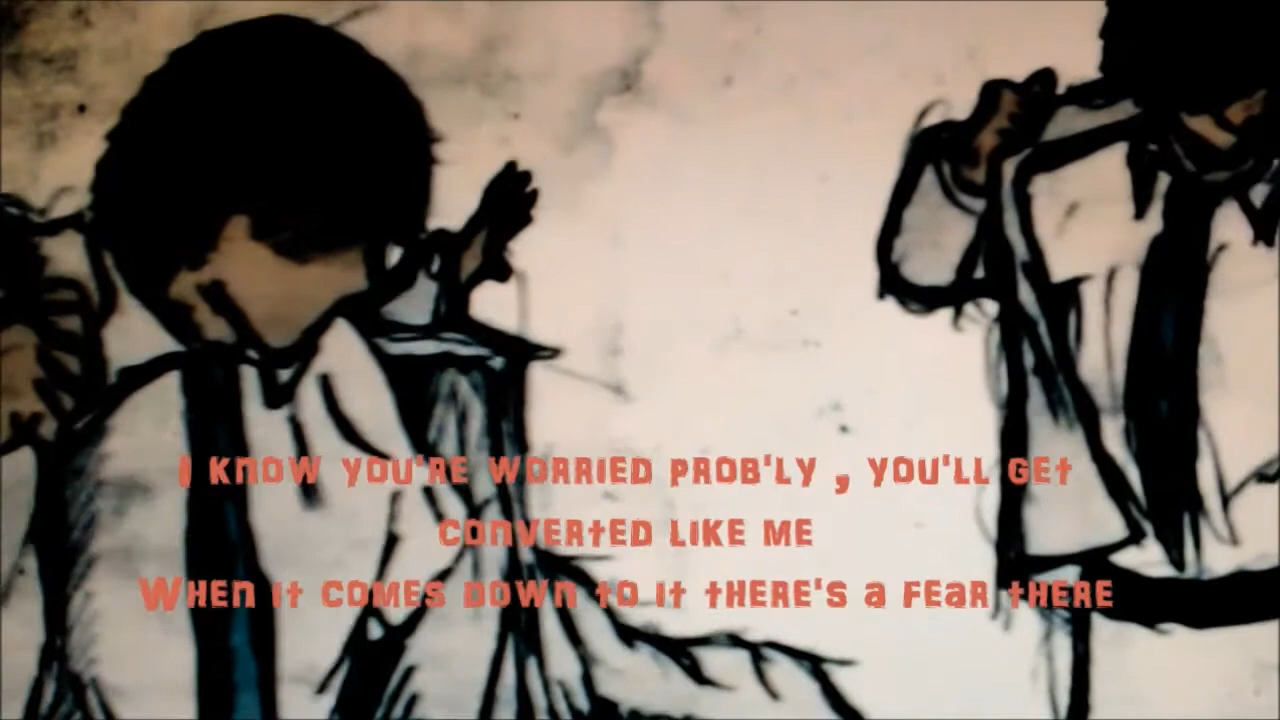 I know you're worried prob'ly , you'll get
converted like me
When it comes down to it there's a fear there